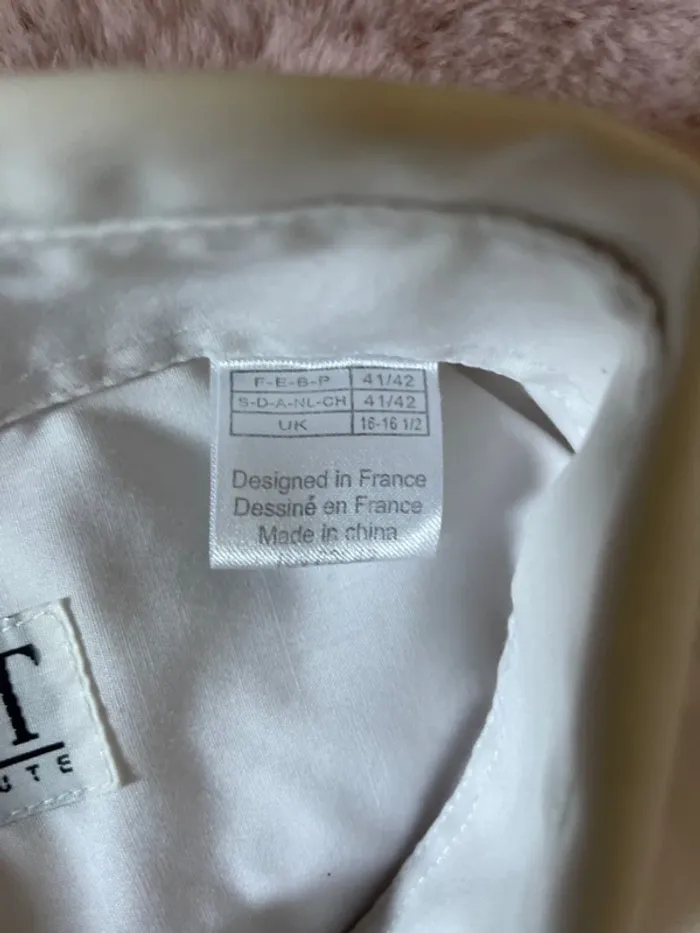 F-E-B-P 41/42
S-D-A-NL-CH 41/42
UK 16-16 1/2
Designed in France
Dessiné en France
Made in china
T
UTE